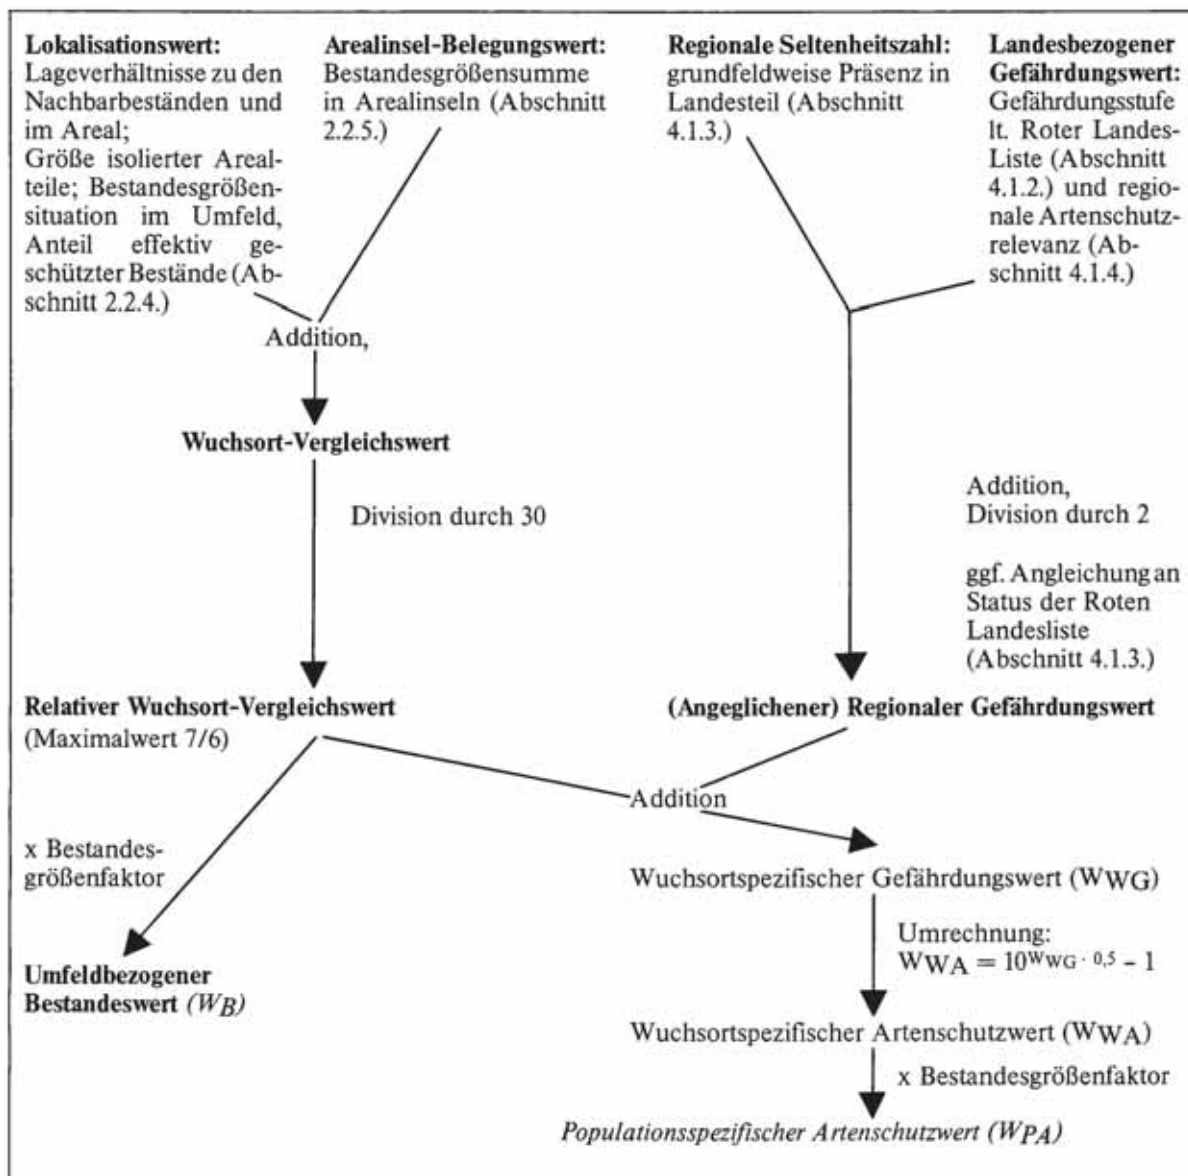 Lokalisationswert:
Lageverhältnisse zu den
Nachbarbeständen und
im Areal;
Größe isolierter Areal-
teile; Bestandesgrößen-
situation im Umfeld,
Anteil effektiv ge-
schützter Bestände (Ab-
schnitt 2.2.4.)
Arealinsel-Belegungswert:
Bestandesgrößensumme
in Arealinseln (Abschnitt
2.2.5.)
Regionale Seltenheitszahl:
grundfeldweise Präsenz in
Landesteil (Abschnitt
4.1.3.)
Landesbezogener
Gefährdungswert:
Gefährdungsstufe
lt. Roter Landes-
Liste (Abschnitt
4.1.2.) und regio-
nale Artenschutz-
relevanz (Ab-
schnitt 4.1.4.)
Addition,
Wuchsort-Vergleichswert
Division durch 30
Addition,
Division durch 2
ggf. Angleichung an
Status der Roten
Landesliste
(Abschnitt 4.1.3.)
Relativer Wuchsort-Vergleichswert
(Maximalwert 7/6)
(Angeglichener) Regionaler Gefährdungswert
Addition
x Bestandes-
größenfaktor
Wuchsortspezifischer Gefährdungswert (WWG)
Umrechnung:
WWA = 10^WWG · 0,5 – 1
Umfeldbezogener
Bestandeswert (WB)
Wuchsortspezifischer Artenschutzwert (WWA)
x Bestandesgrößenfaktor
Populationsspezifischer Artenschutzwert (WPA)